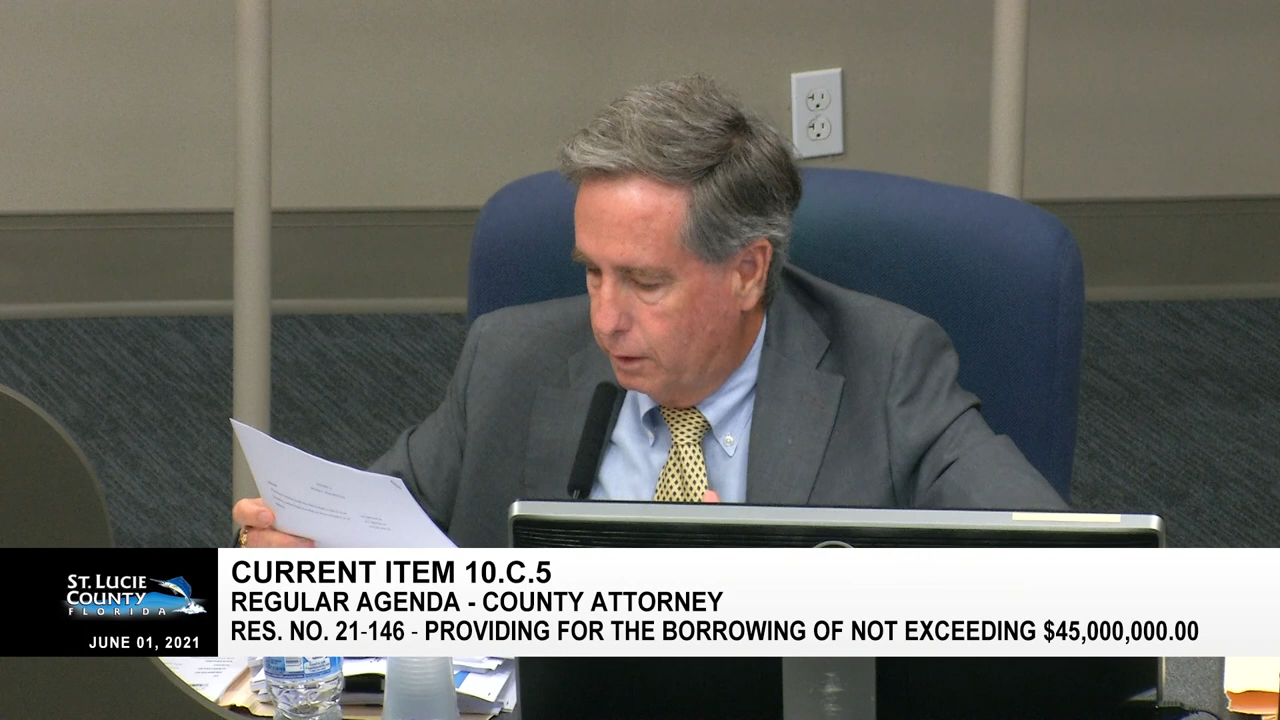 CURRENT ITEM 10.C.5
REGULAR AGENDA - COUNTY ATTORNEY
RES. NO. 21-146 - PROVIDING FOR THE BORROWING OF NOT EXCEEDING $45,000,000.00
ST. LUCIE
COUNTY
FLORIDA
JUNE 01, 2021